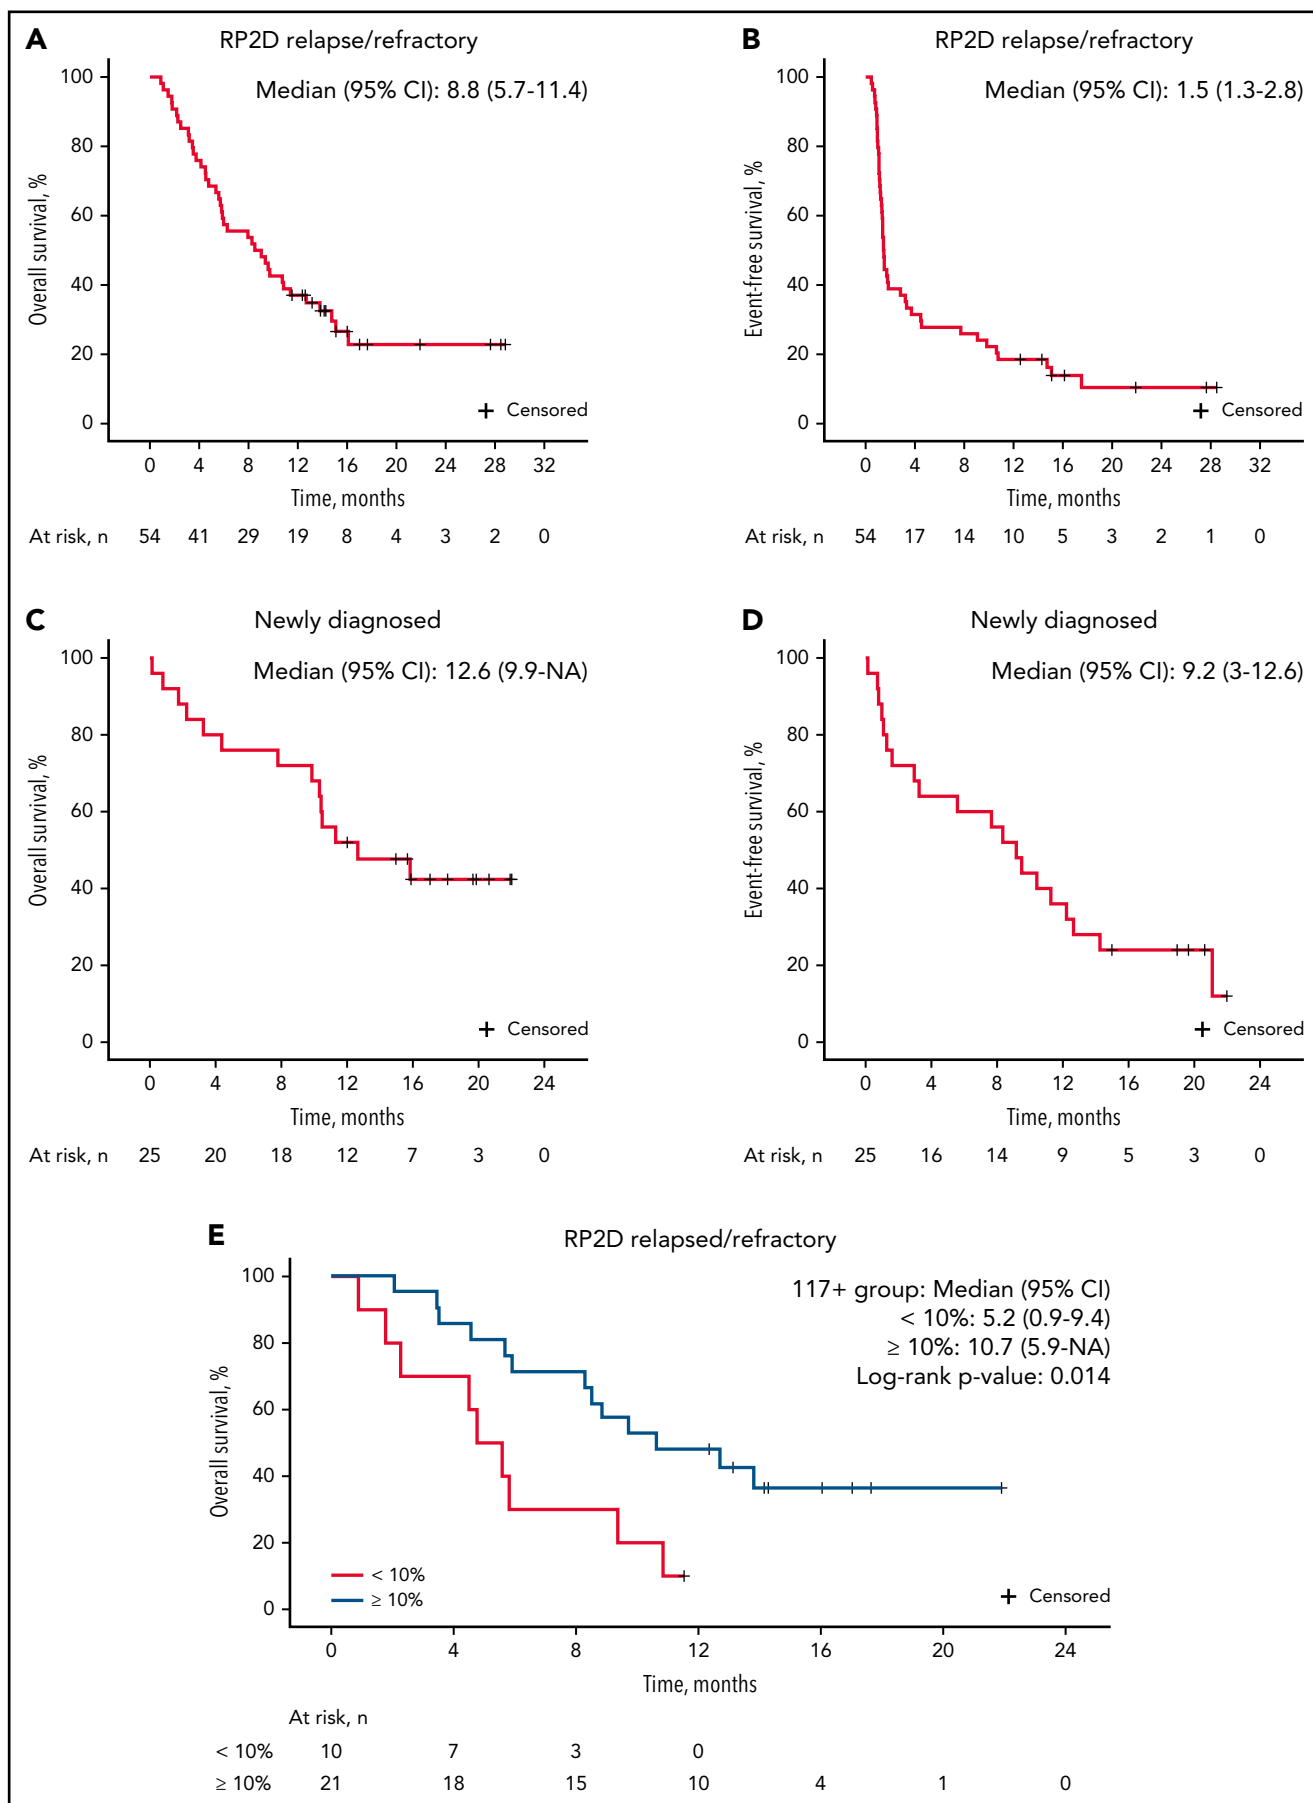 A
RP2D relapse/refractory
Median (95% CI): 8.8 (5.7-11.4)
Overall survival, %
100
80
60
40
20
0
+ Censored
0 4 8 12 16 20 24 28 32
Time, months
At risk, n 54 41 29 19 8 4 3 2 0
B
RP2D relapse/refractory
Median (95% CI): 1.5 (1.3-2.8)
Event-free survival, %
100
80
60
40
20
0
+ Censored
0 4 8 12 16 20 24 28 32
Time, months
At risk, n 54 17 14 10 5 3 2 1 0
C
Newly diagnosed
Median (95% CI): 12.6 (9.9-NA)
Overall survival, %
100
80
60
40
20
0
+ Censored
0 4 8 12 16 20 24
Time, months
At risk, n 25 20 18 12 7 3 0
D
Newly diagnosed
Median (95% CI): 9.2 (3-12.6)
Event-free survival, %
100
80
60
40
20
0
+ Censored
0 4 8 12 16 20 24
Time, months
At risk, n 25 16 14 9 5 3 0
E
RP2D relapsed/refractory
117+ group: Median (95% CI)
< 10%: 5.2 (0.9-9.4)
≥ 10%: 10.7 (5.9-NA)
Log-rank p-value: 0.014
Overall survival, %
100
80
60
40
20
0
< 10%
≥ 10%
+ Censored
0 4 8 12 16 20 24
Time, months
At risk, n
< 10% 10 7 3 0
≥ 10% 21 18 15 10 4 1 0